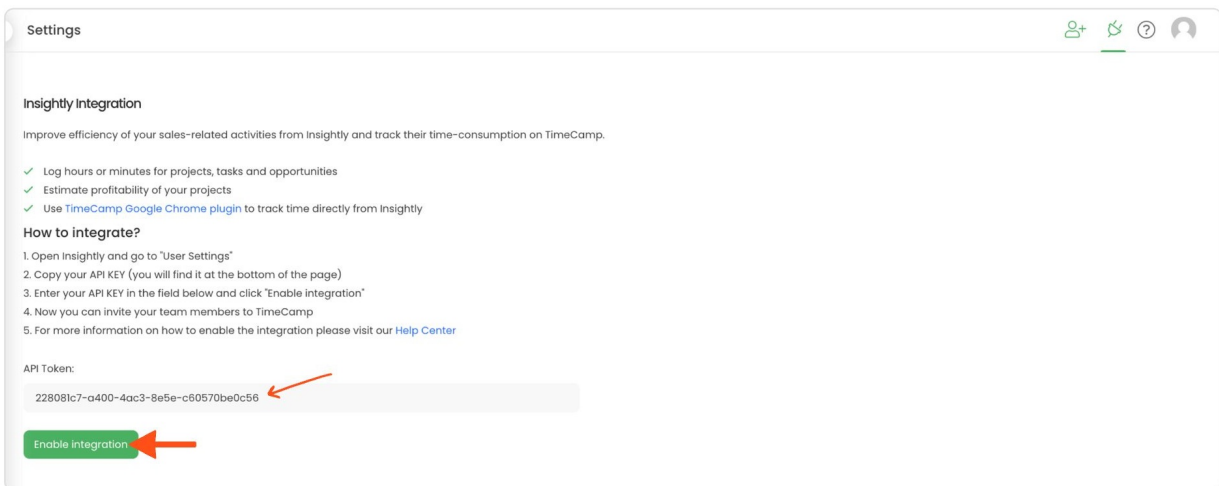 Settings
Insightly Integration
Improve efficiency of your sales-related activities from Insightly and track their time-consumption on TimeCamp.
Log hours or minutes for projects, tasks and opportunities
Estimate profitability of your projects
Use TimeCamp Google Chrome plugin to track time directly from Insightly
How to integrate?
1. Open Insightly and go to "User Settings"
2. Copy your API KEY (you will find it at the bottom of the page)
3. Enter your API KEY in the field below and click "Enable integration"
4. Now you can invite your team members to TimeCamp
5. For more information on how to enable the integration please visit our Help Center
API Token:
228081c7-a400-4ac3-8e5e-c60570be0c56
Enable integration